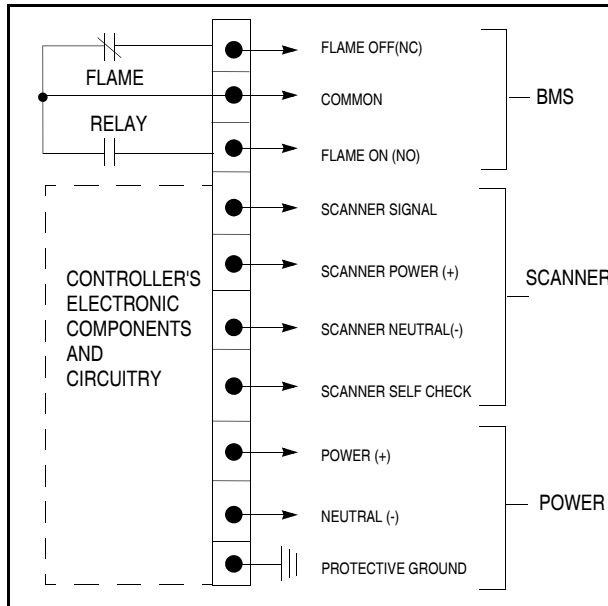 FLAME
RELAY
CONTROLLER'S
ELECTRONIC
COMPONENTS
AND
CIRCUITRY
FLAME OFF(NC)
COMMON
FLAME ON (NO)
SCANNER SIGNAL
SCANNER POWER (+)
SCANNER NEUTRAL(-)
SCANNER SELF CHECK
POWER (+)
NEUTRAL (-)
PROTECTIVE GROUND
BMS
SCANNER
POWER